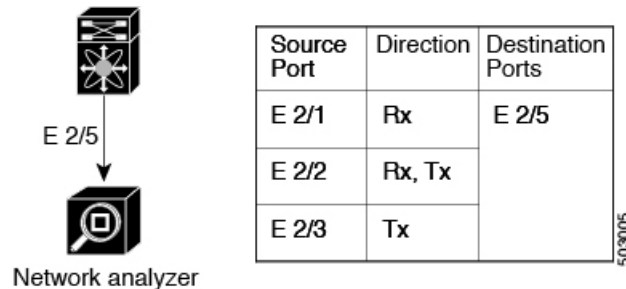 E 2/5
Network analyzer
Source Port
Direction
Destination Ports
E 2/1
Rx
E 2/5
E 2/2
Rx, Tx
E 2/3
Tx
503005